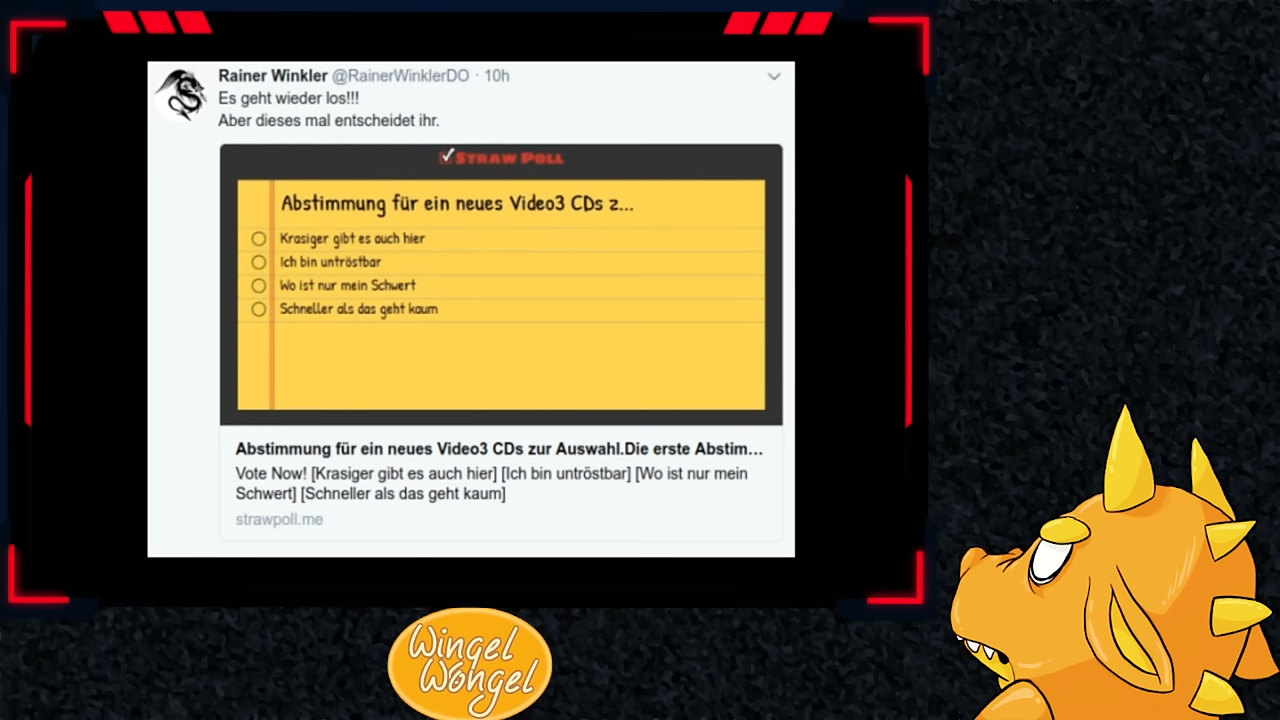 Rainer Winkler @RainerWinklerDO · 10h
Es geht wieder los!!!
Aber dieses mal entscheidet ihr.
STRAW POLL
Abstimmung für ein neues Video3 CDs z...
Krasiger gibt es auch hier
Ich bin untröstbar
Wo ist nur mein Schwert
Schneller als das geht kaum
Abstimmung für ein neues Video3 CDs zur Auswahl.Die erste Abstim...
Vote Now! [Krasiger gibt es auch hier] [Ich bin untröstbar] [Wo ist nur mein
Schwert] [Schneller als das geht kaum]
strawpoll.me
Wingel
Wongel